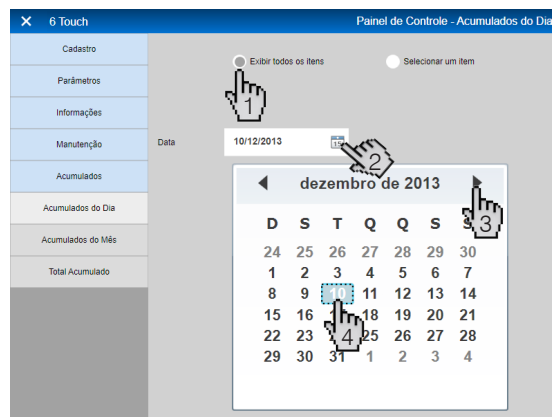 ✕ 6 Touch Painel de Controle - Acumulados do Dia
Cadastro
Exibir todos os itens Selecionar um item
Parâmetros
1
Informações
Manutenção Data 10/12/2013 15
2
Acumulados
dezembro de 2013
Acumulados do Dia
3
D S T Q Q S S
Acumulados do Mês
24 25 26 27 28 29 30
Total Acumulado
1 2 3 4 5 6 7
8 9 10 11 12 13 14
15 16 18 19 20 21
4
22 23 25 26 27 28
29 30 31 1 2 3 4